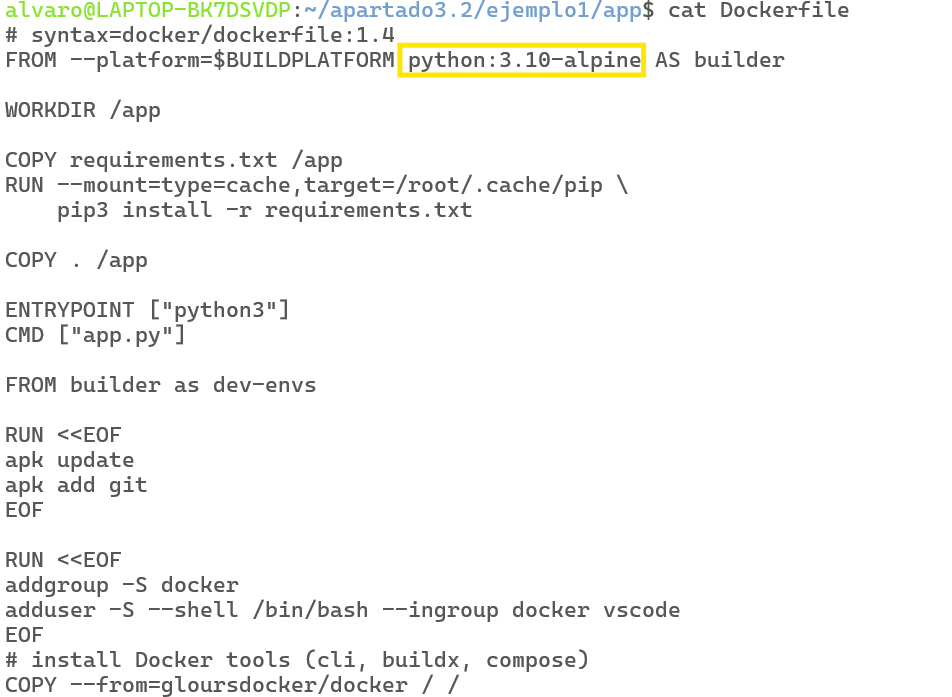 alvaro@LAPTOP-BK7DSVDP:~/apartado3.2/ejemplo1/app$ cat Dockerfile
# syntax=docker/dockerfile:1.4
FROM --platform=$BUILDPLATFORM python:3.10-alpine AS builder
WORKDIR /app
COPY requirements.txt /app
RUN --mount=type=cache,target=/root/.cache/pip \
    pip3 install -r requirements.txt
COPY . /app
ENTRYPOINT ["python3"]
CMD ["app.py"]
FROM builder as dev-envs
RUN <<EOF
apk update
apk add git
EOF
RUN <<EOF
addgroup -S docker
adduser -S --shell /bin/bash --ingroup docker vscode
EOF
# install Docker tools (cli, buildx, compose)
COPY --from=gloursdocker/docker / /